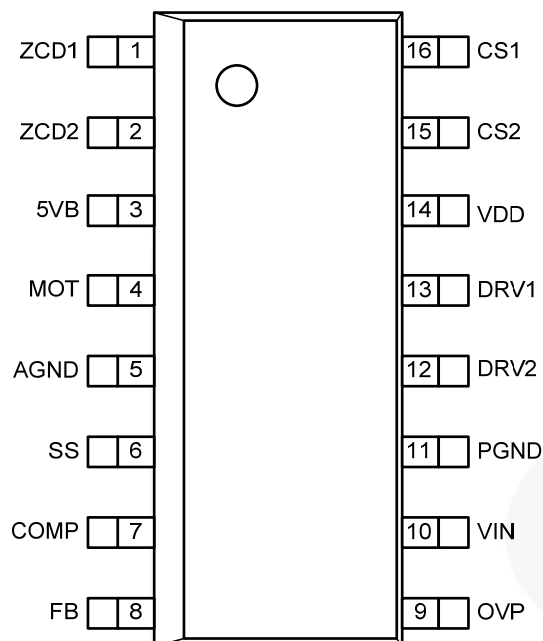 ZCD1 1 16 CS1
ZCD2 2 15 CS2
5VB 3 14 VDD
MOT 4 13 DRV1
AGND 5 12 DRV2
SS 6 11 PGND
COMP 7 10 VIN
FB 8 9 OVP